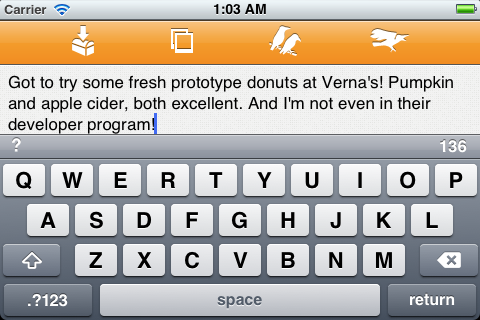 Carrier 1:03 AM
Got to try some fresh prototype donuts at Verna's! Pumpkin
and apple cider, both excellent. And I'm not even in their
developer program!
? 136
Q W E R T Y U I O P
A S D F G H J K L
Z X C V B N M
.?123 space return